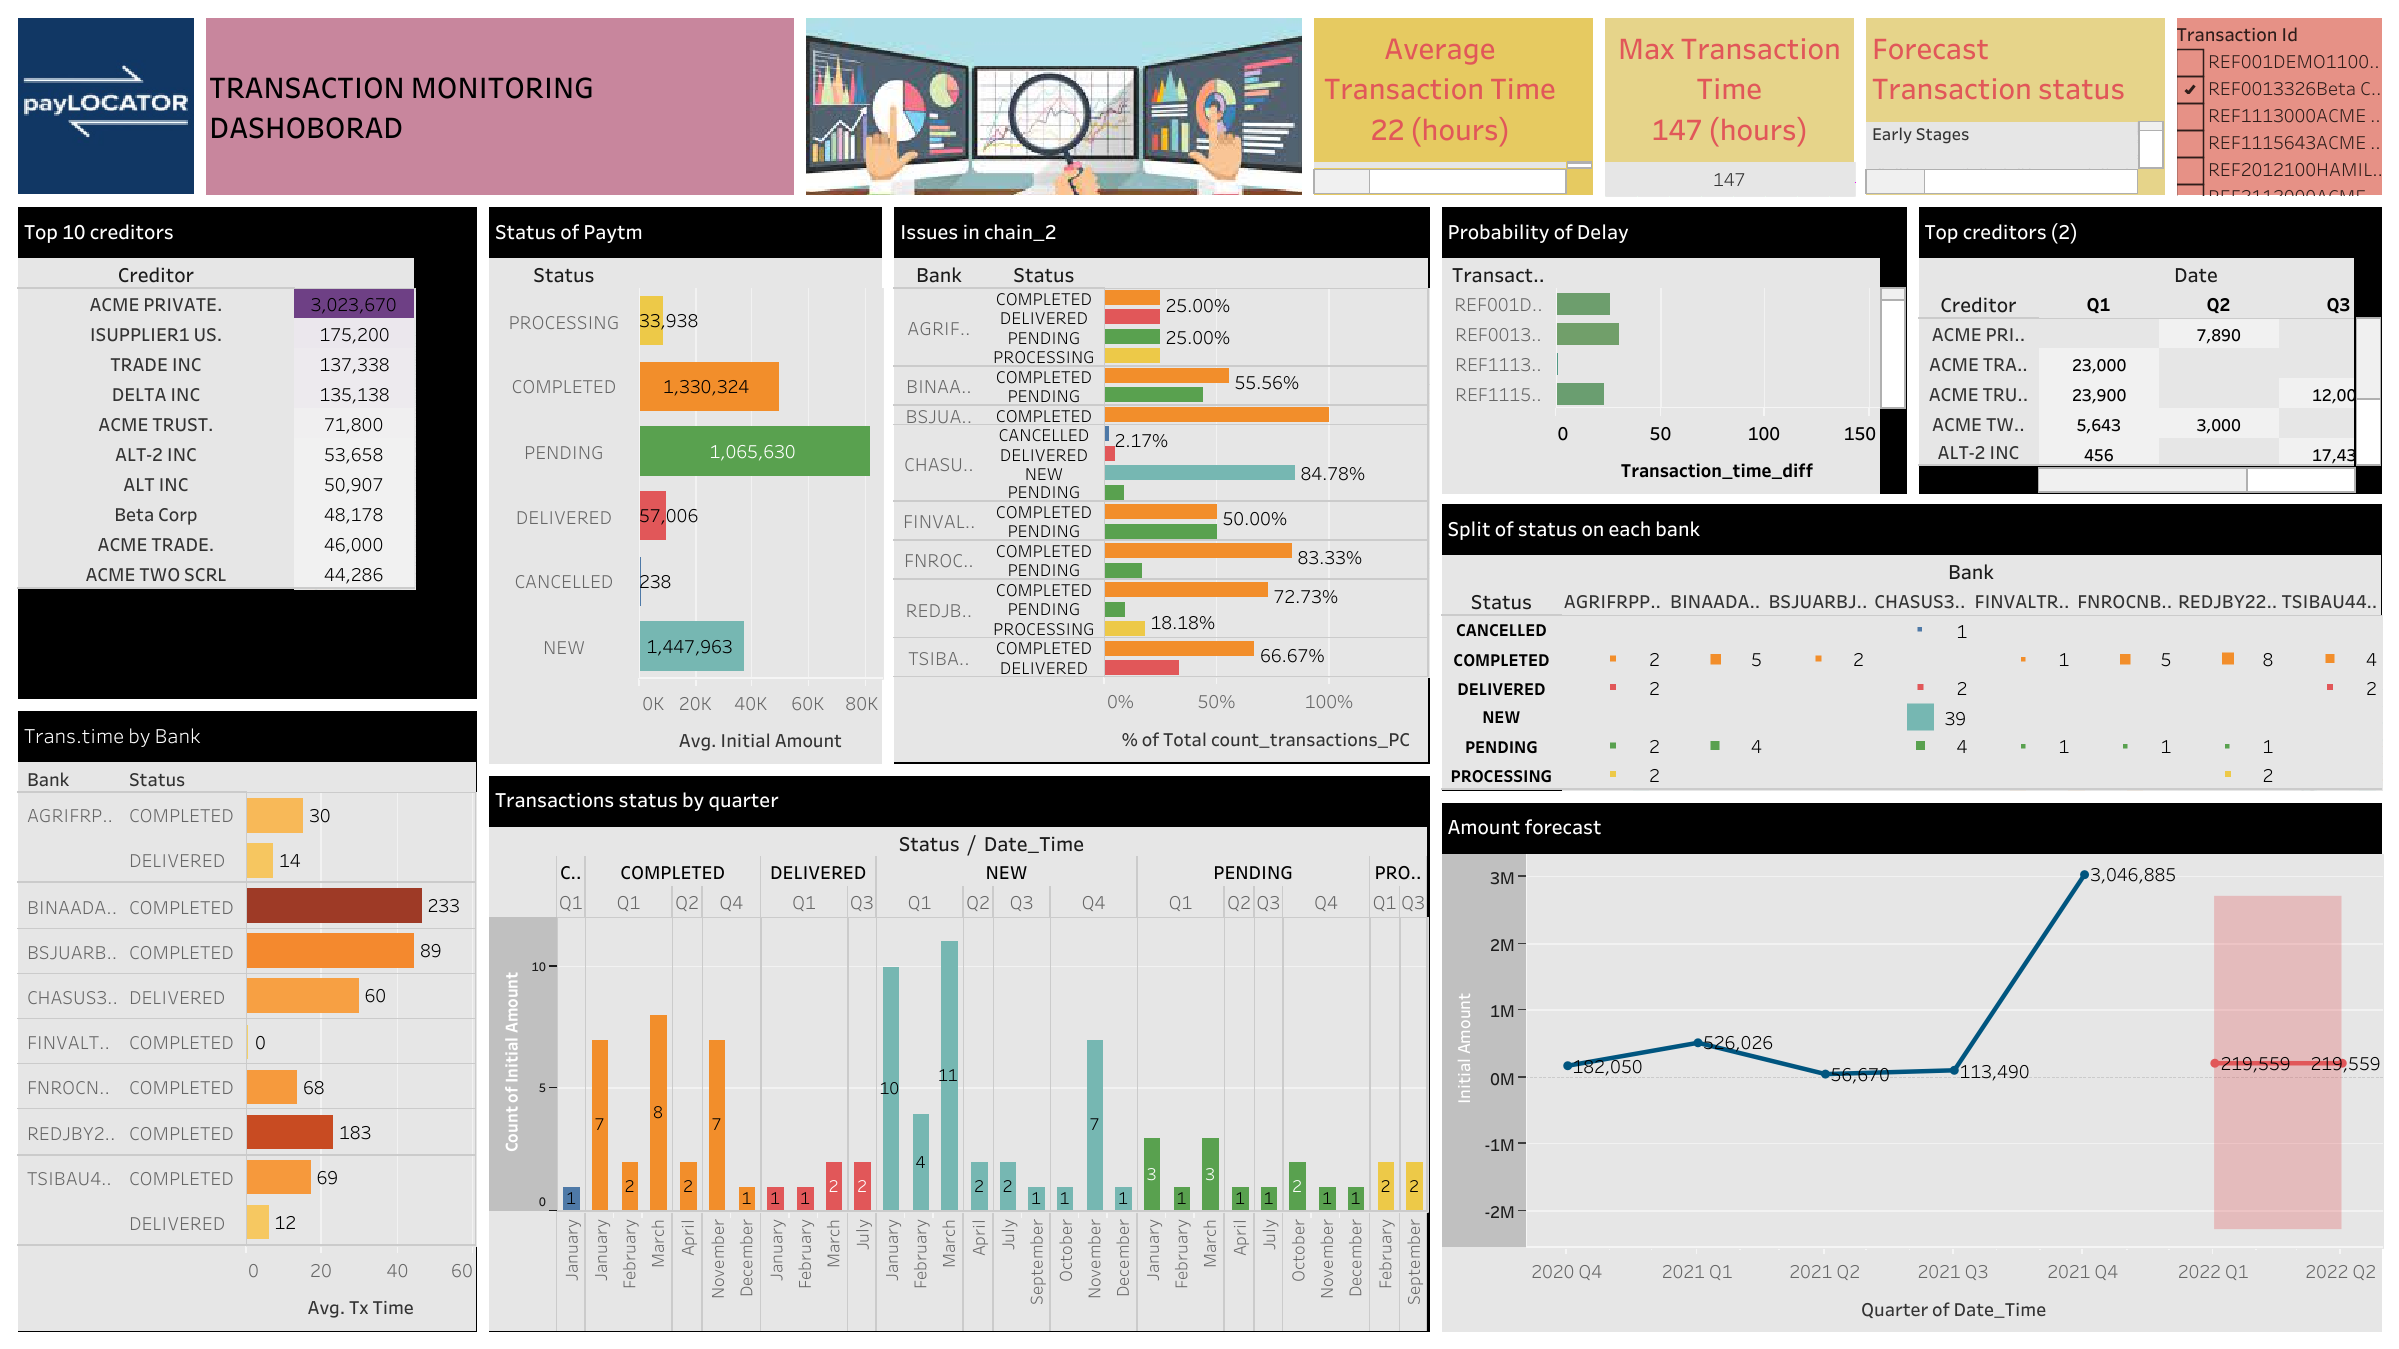 payLOCATOR
TRANSACTION MONITORING
DASHOBORAD
Average
Transaction Time
22 (hours)
Max Transaction
Time
147 (hours)
147
Forecast
Transaction status
Early Stages
Transaction Id
REF001DEMO1100..
REF0013326Beta C..
REF1113000ACME ..
REF1115643ACME ..
REF2012100HAMIL..
Top 10 creditors
Creditor
ACME PRIVATE. 3,023,670
ISUPPLIER1 US. 175,200
TRADE INC 137,338
DELTA INC 135,138
ACME TRUST. 71,800
ALT-2 INC 53,658
ALT INC 50,907
Beta Corp 48,178
ACME TRADE. 46,000
ACME TWO SCRL 44,286
Status of Paytm
Status
PROCESSING 33,938
COMPLETED 1,330,324
PENDING 1,065,630
DELIVERED 57,006
CANCELLED 238
NEW 1,447,963
0K 20K 40K 60K 80K
Avg. Initial Amount
Issues in chain_2
Bank Status
AGRIF.. COMPLETED 25.00%
DELIVERED
PENDING 25.00%
PROCESSING
BINAA.. COMPLETED 55.56%
PENDING
BSJUA.. COMPLETED
CHASU.. CANCELLED 2.17%
DELIVERED
NEW 84.78%
PENDING
FINVAL.. COMPLETED 50.00%
PENDING
FNROC.. COMPLETED 83.33%
PENDING
REDJB.. COMPLETED 72.73%
PENDING
PROCESSING 18.18%
TSIBA.. COMPLETED 66.67%
DELIVERED
0% 50% 100%
% of Total count_transactions_PC
Probability of Delay
Transact..
REF001D..
REF0013..
REF1113..
REF1115..
0 50 100 150
Transaction_time_diff
Top creditors (2)
Date
Creditor Q1 Q2 Q3
ACME PRI.. 7,890
ACME TRA.. 23,000
ACME TRU.. 23,900 12,00
ACME TW.. 5,643 3,000
ALT-2 INC 456 17,43
Split of status on each bank
Bank
Status AGRIFRPP.. BINAADA.. BSJUARBJ.. CHASUS3.. FINVALTR.. FNROCNB.. REDJBY22.. TSIBAU44..
CANCELLED 1
COMPLETED 2 5 2 1 5 8 4
DELIVERED 2 2 2
NEW 39
PENDING 2 4 4 1 1 1
PROCESSING 2 2
Trans.time by Bank
Bank Status
AGRIFRP.. COMPLETED 30
DELIVERED 14
BINAADA.. COMPLETED 233
BSJUARB.. COMPLETED 89
CHASUS3.. DELIVERED 60
FINVALT.. COMPLETED 0
FNROCN.. COMPLETED 68
REDJBY2.. COMPLETED 183
TSIBAU4.. COMPLETED 69
DELIVERED 12
0 20 40 60
Avg. Tx Time
Transactions status by quarter
Status / Date_Time
C.. COMPLETED DELIVERED NEW PENDING PRO..
Q1 Q1 Q2 Q4 Q1 Q3 Q1 Q2 Q3 Q4 Q1 Q2 Q3 Q4 Q1 Q3
Count of Initial Amount
10
5
0
1 7 2 8 2 7 1 1 1 2 2 10 4 11 2 2 1 1 7 1 3 1 3 1 1 2 1 1 2 2
January January February March April November December January February March July January February March April July September October November December January February March April July October November December February September
Amount forecast
Initial Amount
3M
2M
1M
0M
-1M
-2M
182,050 526,026 56,670 113,490 3,046,885 219,559 219,559
2020 Q4 2021 Q1 2021 Q2 2021 Q3 2021 Q4 2022 Q1 2022 Q2
Quarter of Date_Time